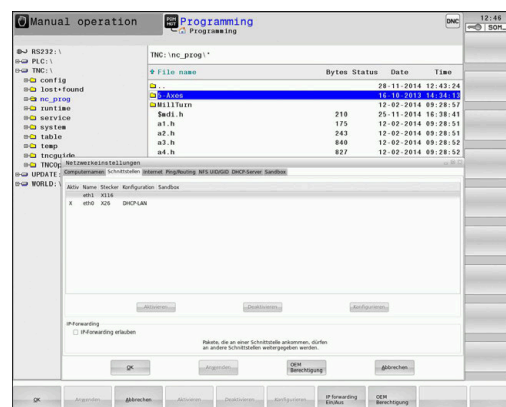 Manual operation
PGM MGT Programming
Programming
DNC
12:46
SON…
RS232:\
PLC:\
TNC:\
config
lost+found
nc_prog
runtime
service
system
table
temp
tncguide
UPDATE:
WORLD:\
TNC:\nc_prog\*
File name Bytes Status Date Time
.. 28-11-2014 12:43:24
5-Axes 16-10-2013 14:34:13
MillTurn 12-02-2014 09:28:57
$mdi.h 210 25-11-2014 16:38:41
a1.h 175 12-02-2014 09:28:51
a2.h 243 12-02-2014 09:28:51
a3.h 840 12-02-2014 09:28:52
a4.h 827 12-02-2014 09:28:52
Netzwerkeinstellungen
Computernamen Schnittstellen Internet Ping/Routing NFS UID/GID DHCP-Server Sandbox
Aktiv Name Stecker Konfiguration Sandbox
eth1 X116
X eth0 X26 DHCP-LAN
Aktivieren Deaktivieren Konfigurieren
IP-Forwarding
IP-Forwarding erlauben
Pakete, die an einer Schnittstelle ankommen, dürfen
an andere Schnittstellen weitergegeben werden.
OK Anwenden OEM Berechtigung Abbrechen
OK Anwenden Abbrechen Aktivieren Deaktivieren Konfigurieren IP forwarding Ein/Aus OEM Berechtigung